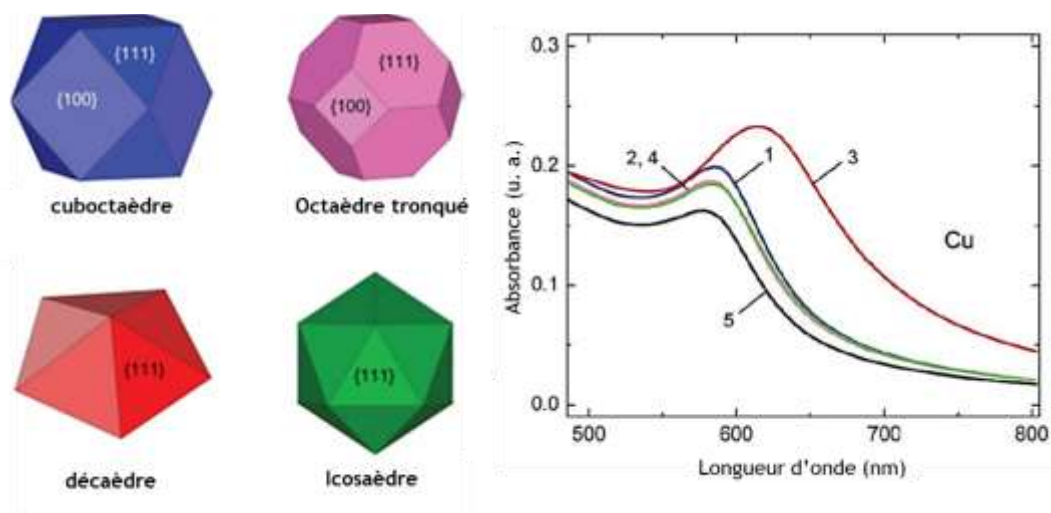 {111}
{100}
cuboctaèdre
{111}
{100}
Octaèdre tronqué
{111}
décaèdre
{111}
Icosaèdre
0.3
0.2
0.1
0.0
Absorbance (u. a.)
2, 4
1
3
5
Cu
500
600
700
800
Longueur d'onde (nm)